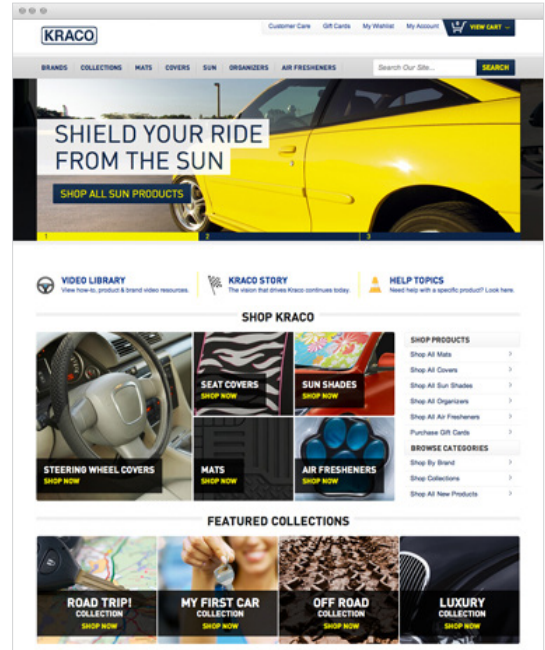 Customer Care Gift Cards My Wishlist My Account VIEW CART
KRACO
BRANDS COLLECTIONS MATS COVERS SUN ORGANIZERS AIR FRESHENERS Search Our Site... SEARCH
SHIELD YOUR RIDE
FROM THE SUN
SHOP ALL SUN PRODUCTS
1 2 3
VIDEO LIBRARY
View how-to, product & brand video resources.
KRACO STORY
The vision that drives Kraco continues today.
HELP TOPICS
Need help with a specific product? Look here.
SHOP KRACO
STEERING WHEEL COVERS
SHOP NOW
SEAT COVERS
SHOP NOW
SUN SHADES
SHOP NOW
MATS
SHOP NOW
AIR FRESHENERS
SHOP NOW
SHOP PRODUCTS
Shop All Mats
Shop All Covers
Shop All Sun Shades
Shop All Organizers
Shop All Air Fresheners
Purchase Gift Cards
BROWSE CATEGORIES
Shop By Brand
Shop Collections
Shop All New Products
FEATURED COLLECTIONS
ROAD TRIP!
COLLECTION
SHOP NOW
MY FIRST CAR
COLLECTION
SHOP NOW
OFF ROAD
COLLECTION
SHOP NOW
LUXURY
COLLECTION
SHOP NOW